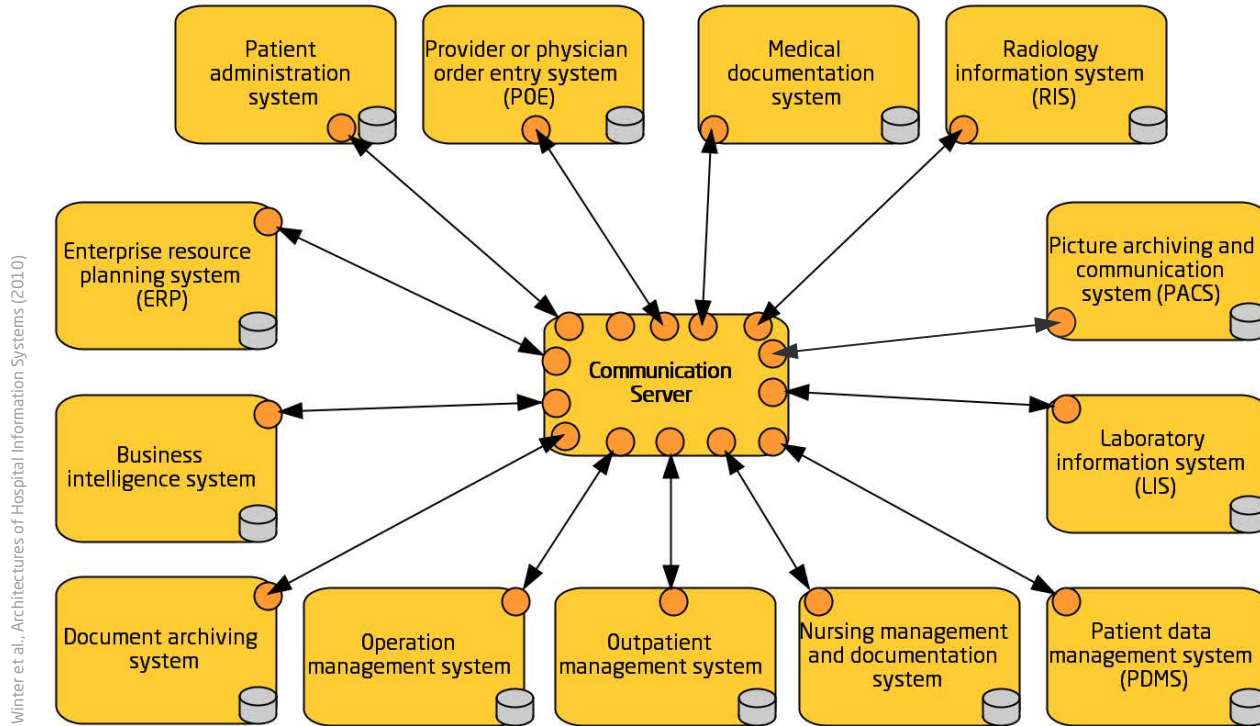 Patient
administration
system
Provider or physician
order entry system
(POE)
Medical
documentation
system
Radiology
information system
(RIS)
Enterprise resource
planning system
(ERP)
Picture archiving and
communication
system (PACS)
Communication
Server
Business
intelligence system
Laboratory
information system
(LIS)
Document archiving
system
Operation
management system
Outpatient
management system
Nursing management
and documentation
system
Patient data
management system
(PDMS)
Winter et al., Architectures of Hospital Information Systems (2010)